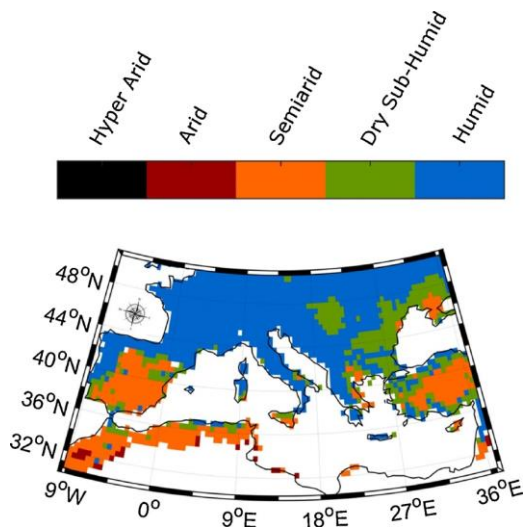 Hyper Arid
Arid
Semiarid
Dry Sub-Humid
Humid
48°N
44°N
40°N
36°N
32°N
9°W
0°
9°E
18°E
27°E
36°E